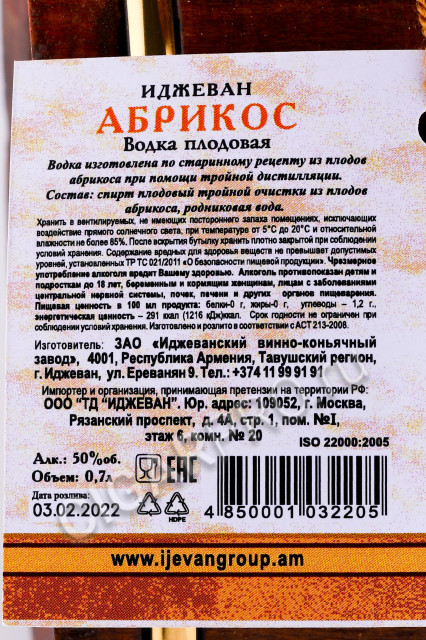 ИДЖЕВАН
АБРИКОС
Водка плодовая
Водка изготовлена по старинному рецепту из плодов
абрикоса при помощи тройной дистилляции.
Состав: спирт плодовый тройной очистки из плодов
абрикоса, родниковая вода.
Хранить в вентилируемых, не имеющих постороннего запаха помещениях, исключающих
воздействие прямого солнечного света, при температуре от 5°С до 20°С и относительной
влажности не более 85%. После вскрытия бутылку хранить плотно закрытой при соблюдении
условий хранения. Содержание вредных для здоровья веществ не превышает допустимых
уровней, установленных ТР ТС 021/2011 «О безопасности пищевой продукции». Чрезмерное
употребление алкоголя вредит Вашему здоровью. Алкоголь противопоказан детям и
подросткам до 18 лет, беременным и кормящим женщинам, лицам с заболеваниями
центральной нервной системы, почек, печени и других органов пищеварения.
Пищевая ценность в 100 мл продукта: белки-0 г, жиры-0 г, углеводы – 1,2 г.,
энергетическая ценность – 291 ккал (1216 кДж)ккал. Срок годности не ограничен при
соблюдении условий хранения. Изготовлено и розлито в соответствии с АСТ 213-2008.
Изготовитель: ЗАО «Иджеванский винно-коньячный
завод», 4001, Республика Армения, Тавушский регион,
г. Иджеван, ул. Ереванян 9. Тел.: +374 11 99 91 91
Импортер и организация, принимающая претензии на территории РФ:
ООО "ТД "ИДЖЕВАН". Юр. адрес: 109052, г. Москва,
Рязанский проспект, д. 4А, стр. 1, пом. №I,
этаж 6, комн. № 20
ISO 22000:2005
Алк.: 50%об.
Объем: 0,7л
EAC
Дата розлива:
03.02.2022
HDPE
4 850001 032205
www.ijevangroup.am